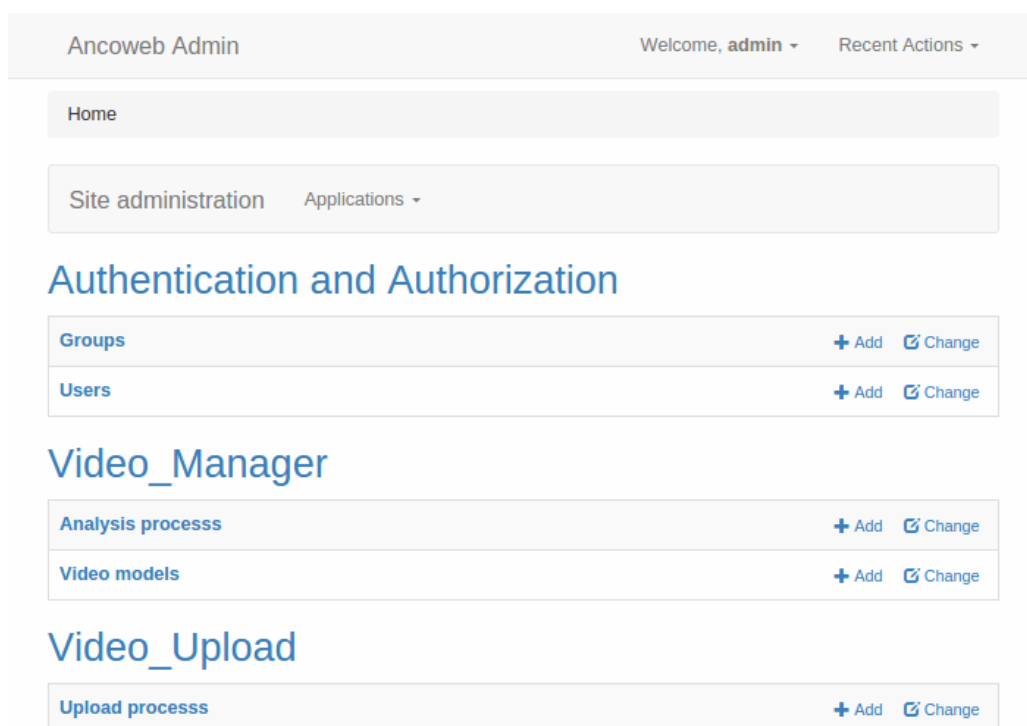 Ancoweb Admin Welcome, admin Recent Actions
Home
Site administration Applications
Authentication and Authorization
Groups Add Change
Users Add Change
Video_Manager
Analysis processs Add Change
Video models Add Change
Video_Upload
Upload processs Add Change